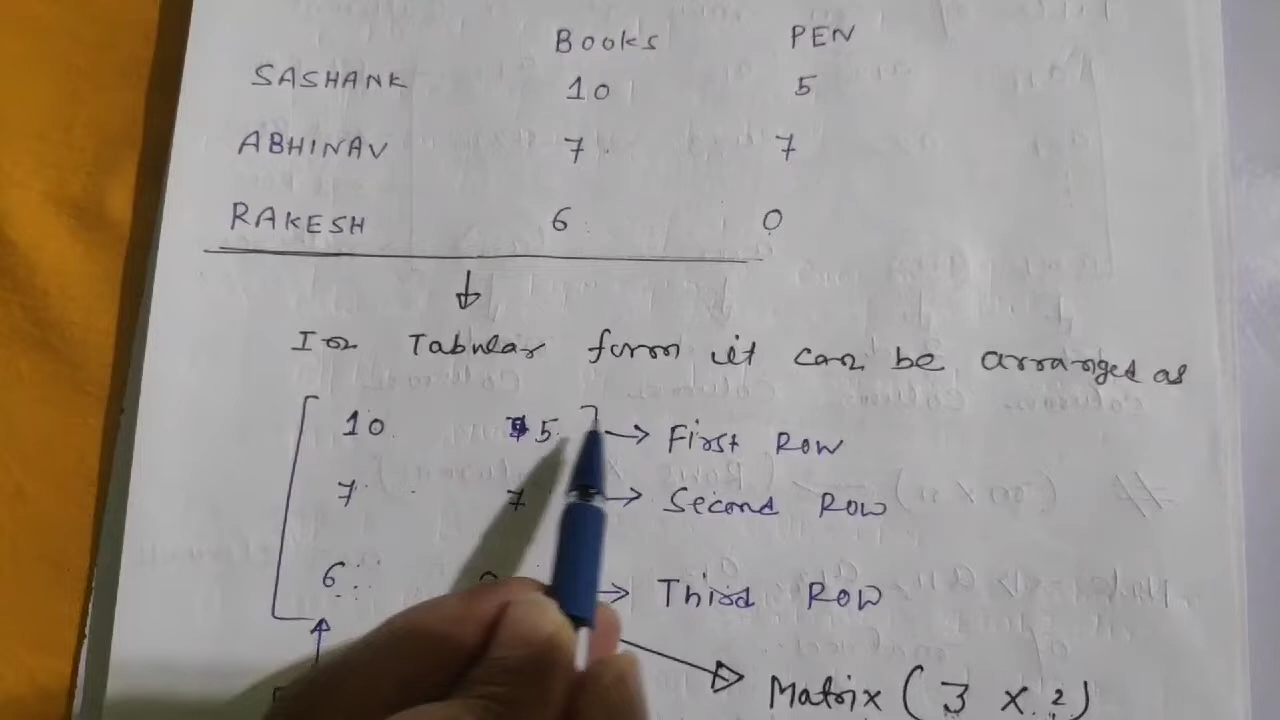 Books PEN
SASHANK 10 5
ABHINAV 7 7
RAKESH 6 0
In Tabular form it can be arranged as
10 5 → First Row
7 7 → Second Row
6 → Third Row
Matrix (3 x 2)